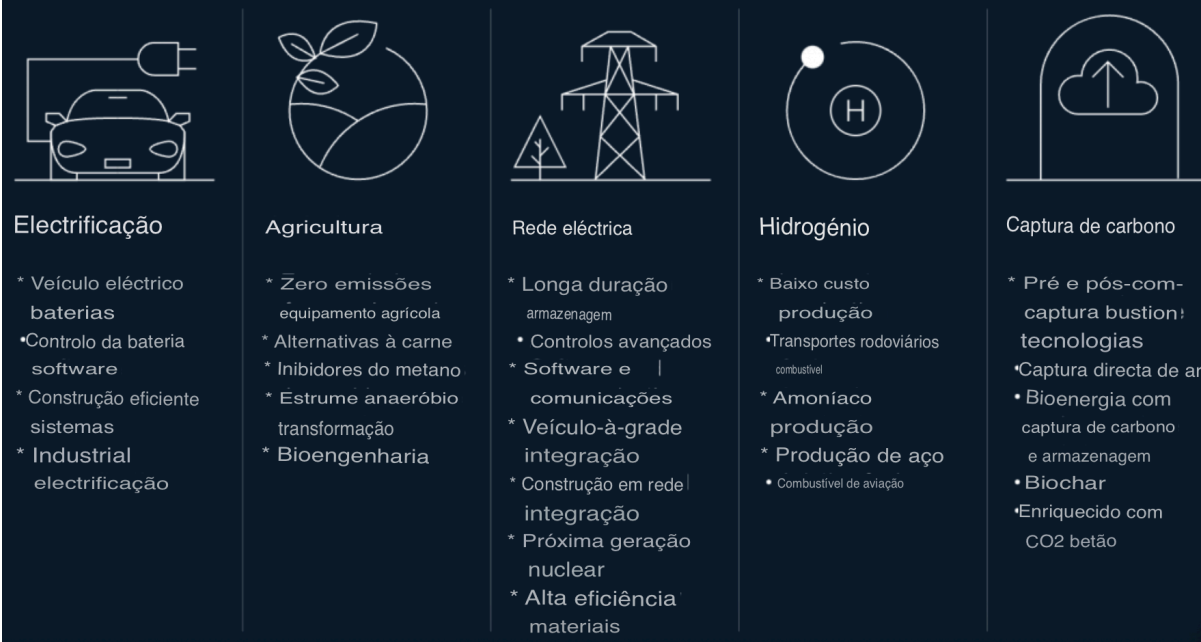 H
Electrificação
* Veículo eléctrico
baterias
•Controlo da bateria
software
* Construção eficiente
sistemas
* Industrial
electrificação
Agricultura
* Zero emissões
equipamento agrícola
* Alternativas à carne
* Inibidores do metano
* Estrume anaeróbio
transformação
* Bioengenharia
Rede eléctrica
* Longa duração
armazenagem
• Controlos avançados
* Software e
comunicações
* Veículo-à-grade
integração
* Construção em rede
integração
* Próxima geração
nuclear
* Alta eficiência
materiais
Hidrogénio
* Baixo custo
produção
•Transportes rodoviários
combustível
* Amoníaco
produção
* Produção de aço
• Combustível de aviação
Captura de carbono
* Pré e pós-com-
captura bustion
tecnologias
•Captura directa de ar
• Bioenergia com
captura de carbono
e armazenagem
• Biochar
•Enriquecido com
CO2 betão